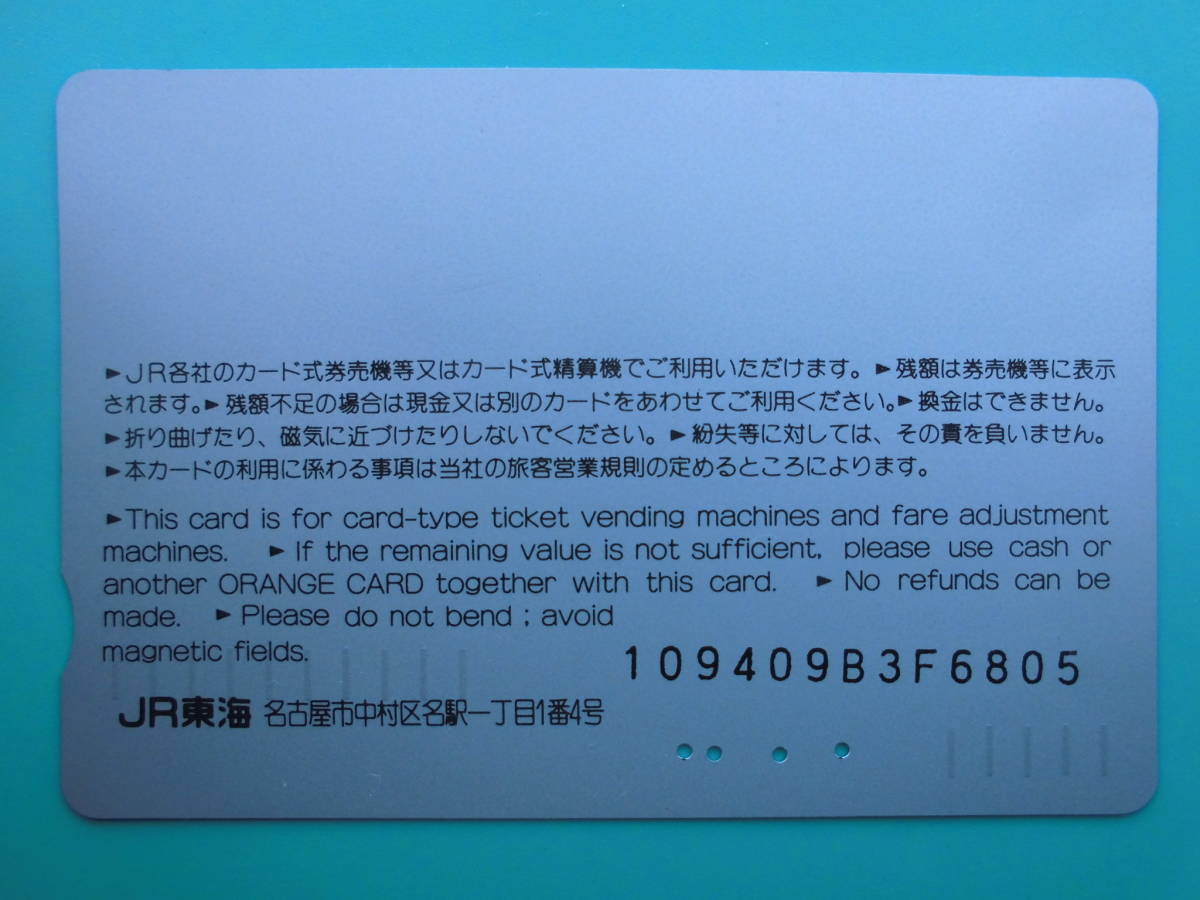 ►JR各社のカード式券売機等又はカード式精算機でご利用いただけます。►残額は券売機等に表示
されます。►残額不足の場合は現金又は別のカードをあわせてご利用ください。►換金はできません。
►折り曲げたり、磁気に近づけたりしないでください。►紛失等に対しては、その責を負いません。
►本カードの利用に係わる事項は当社の旅客営業規則の定めるところによります。
►This card is for card-type ticket vending machines and fare adjustment
machines. ►If the remaining value is not sufficient, please use cash or
another ORANGE CARD together with this card. ►No refunds can be
made. ►Please do not bend ; avoid
magnetic fields.
109409B3F6805
JR東海 名古屋市中村区名駅一丁目1番4号